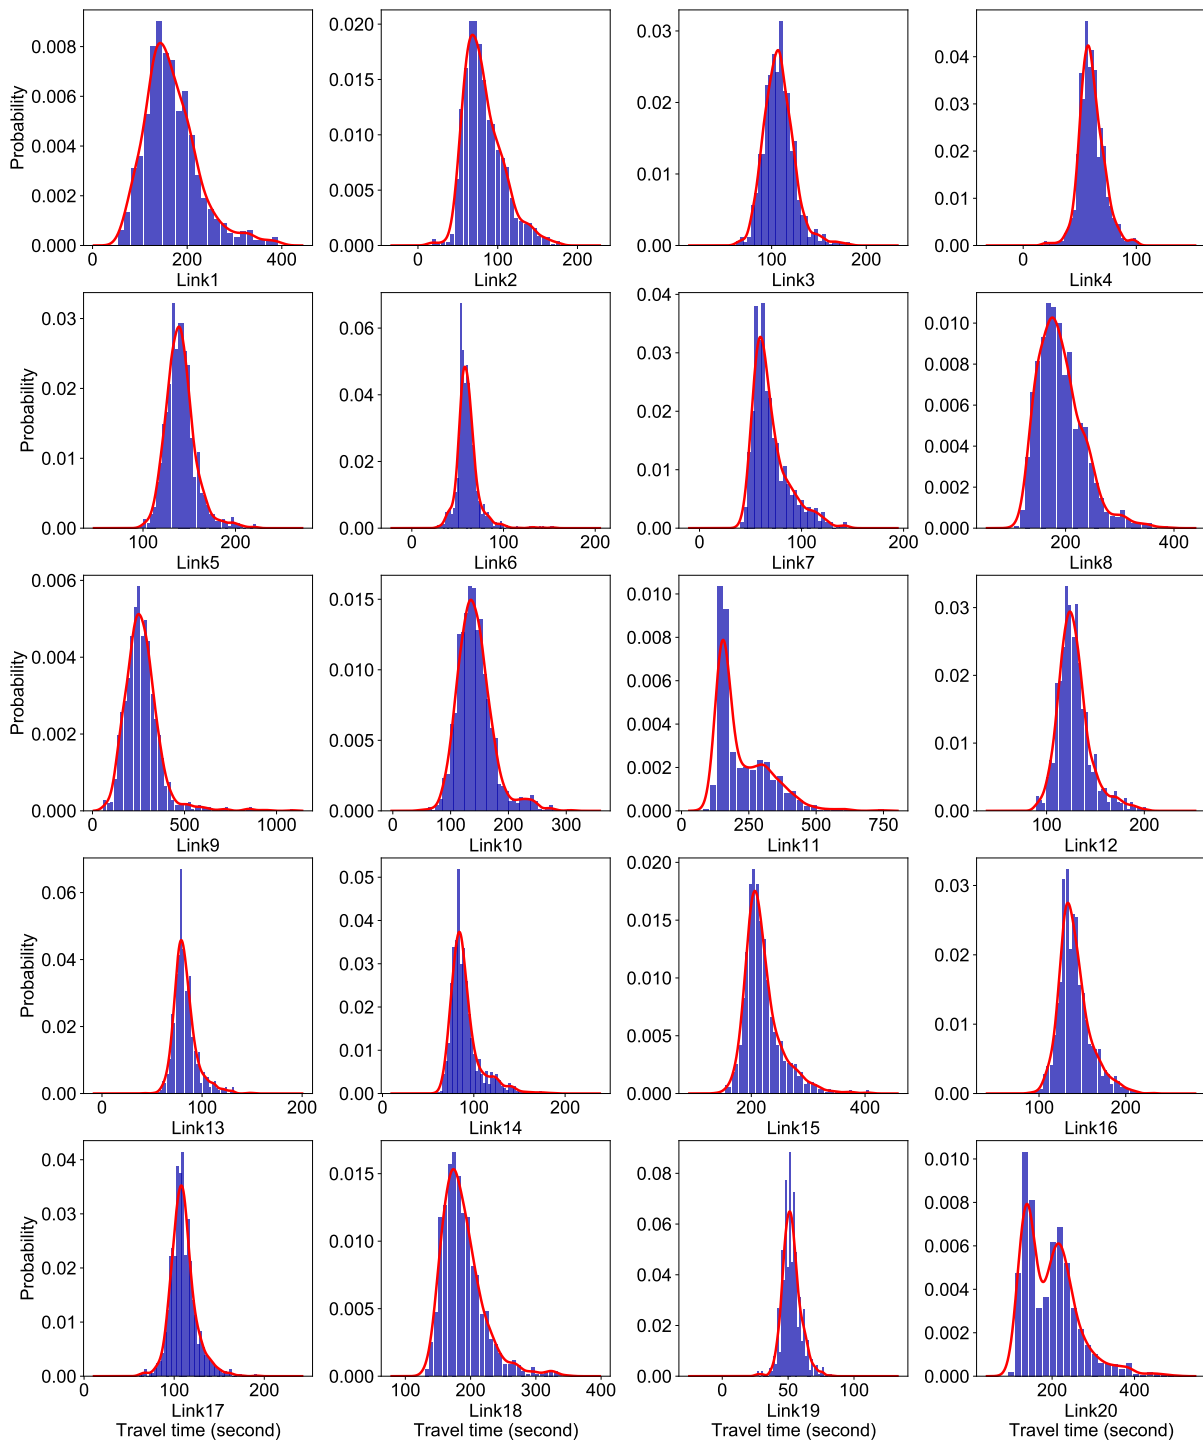 Probability
0.008
0.006
0.004
0.002
0.000
0 200 400
Link1
0.020
0.015
0.010
0.005
0.000
0 100 200
Link2
0.03
0.02
0.01
0.00
100 200
Link3
0.04
0.03
0.02
0.01
0.00
0 100
Link4
Probability
0.03
0.02
0.01
0.00
100 200
Link5
0.06
0.04
0.02
0.00
0 100 200
Link6
0.04
0.03
0.02
0.01
0.00
0 100 200
Link7
0.010
0.008
0.006
0.004
0.002
0.000
200 400
Link8
Probability
0.006
0.004
0.002
0.000
0 500 1000
Link9
0.015
0.010
0.005
0.000
0 100 200 300
Link10
0.010
0.008
0.006
0.004
0.002
0.000
0 250 500 750
Link11
0.03
0.02
0.01
0.00
100 200
Link12
Probability
0.06
0.04
0.02
0.00
0 100 200
Link13
0.05
0.04
0.03
0.02
0.01
0.00
0 100 200
Link14
0.020
0.015
0.010
0.005
0.000
200 400
Link15
0.03
0.02
0.01
0.00
100 200
Link16
Probability
0.04
0.03
0.02
0.01
0.00
0 100 200
Link17
Travel time (second)
0.015
0.010
0.005
0.000
100 200 300 400
Link18
Travel time (second)
0.08
0.06
0.04
0.02
0.00
0 50 100
Link19
Travel time (second)
0.010
0.008
0.006
0.004
0.002
0.000
200 400
Link20
Travel time (second)